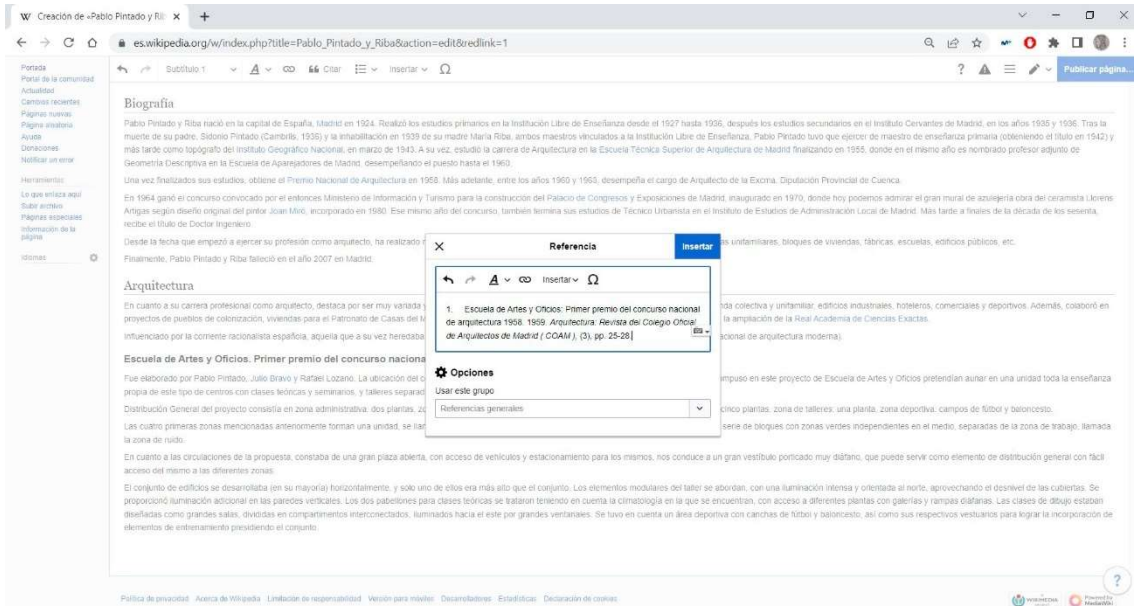 Creación de «Pablo Pintado y Rib
es.wikipedia.org/w/index.php?title=Pablo_Pintado_y_Riba&action=edit&redlink=1
Portada
Portal de la comunidad
Actualidad
Cambios recientes
Páginas nuevas
Página aleatoria
Ayuda
Donaciones
Notificar un error
Herramientas
Lo que enlaza aquí
Subir archivo
Páginas especiales
Información de la
página
Idiomas
Subtítulo 1 A Citar Insertar Ω ? Publicar página...
Biografía
Pablo Pintado y Riba nació en la capital de España, Madrid en 1924. Realizó los estudios primarios en la Institución Libre de Enseñanza desde el 1927 hasta 1936, después los estudios secundarios en el Instituto Cervantes de Madrid, en los años 1935 y 1936. Tras la
muerte de su padre, Sidonio Pintado (Cambrils, 1936) y la inhabilitación en 1939 de su madre María Riba, ambos maestros vinculados a la Institución Libre de Enseñanza, Pablo Pintado tuvo que ejercer de maestro de enseñanza primaria (obteniendo el título en 1942) y
más tarde como topógrafo del Instituto Geográfico Nacional, en marzo de 1943. A su vez, estudió la carrera de Arquitectura en la Escuela Técnica Superior de Arquitectura de Madrid finalizando en 1955, donde en el mismo año es nombrado profesor adjunto de
Geometría Descriptiva en la Escuela de Aparejadores de Madrid, desempeñando el puesto hasta el 1960.
Una vez finalizados sus estudios, obtiene el Premio Nacional de Arquitectura en 1958. Más adelante, entre los años 1960 y 1963, desempeña el cargo de Arquitecto de la Excma. Diputación Provincial de Cuenca.
En 1964 ganó el concurso convocado por el entonces Ministerio de Información y Turismo para la construcción del Palacio de Congresos y Exposiciones de Madrid, inaugurado en 1970, donde hoy podemos admirar el gran mural de azulejería obra del ceramista Llorens
Artigas según diseño original del pintor Joan Miró, incorporado en 1980. Ese mismo año del concurso, también termina sus estudios de Técnico Urbanista en el Instituto de Estudios de Administración Local de Madrid. Más tarde a finales de la década de los sesenta,
recibe el título de Doctor Ingeniero.
Desde la fecha que empezó a ejercer su profesión como arquitecto, ha realizado as unifamiliares, bloques de viviendas, fábricas, escuelas, edificios públicos, etc.
Finalmente, Pablo Pintado y Riba falleció en el año 2007 en Madrid.
Arquitectura
En cuanto a su carrera profesional como arquitecto, destaca por ser muy variada y nda colectiva y unifamiliar, edificios industriales, hoteleros, comerciales y deportivos. Además, colaboró en
proyectos de pueblos de colonización, viviendas para el Patronato de Casas del M la ampliación de la Real Academia de Ciencias Exactas.
Influenciado por la corriente racionalista española, aquella que a su vez heredaba acional de arquitectura moderna).
Escuela de Artes y Oficios. Primer premio del concurso naciona
Fue elaborado por Pablo Pintado, Julio Bravo y Rafael Lozano. La ubicación del c impuso en este proyecto de Escuela de Artes y Oficios pretendían aunar en una unidad toda la enseñanza
propia de este tipo de centros con clases teóricas y seminarios, y talleres separad
Distribución General del proyecto consistía en zona administrativa: dos plantas, zo cinco plantas, zona de talleres: una planta, zona deportiva: campos de fútbol y baloncesto.
Las cuatro primeras zonas mencionadas anteriormente forman una unidad, se llar serie de bloques con zonas verdes independientes en el medio, separadas de la zona de trabajo, llamada
la zona de ruido.
En cuanto a las circulaciones de la propuesta, constaba de una gran plaza abierta, con acceso de vehículos y estacionamiento para los mismos, nos conduce a un gran vestíbulo porticado muy diáfano, que puede servir como elemento de distribución general con fácil
acceso del mismo a las diferentes zonas.
El conjunto de edificios se desarrollaba (en su mayoría) horizontalmente, y solo uno de ellos era más alto que el conjunto. Los elementos modulares del taller se abordan, con una iluminación intensa y orientada al norte, aprovechando el desnivel de las cubiertas. Se
proporcionó iluminación adicional en las paredes verticales. Los dos pabellones para clases teóricas se trataron teniendo en cuenta la climatología en la que se encuentran, con acceso a diferentes plantas con galerías y rampas diáfanas. Las clases de dibujo estaban
diseñadas como grandes salas, divididas en compartimentos interconectados, iluminados hacia el este por grandes ventanales. Se tuvo en cuenta un área deportiva con canchas de fútbol y baloncesto, así como sus respectivos vestuarios para lograr la incorporación de
elementos de entrenamiento presidiendo el conjunto.
Referencia
Insertar
A Insertar Ω
1. Escuela de Artes y Oficios: Primer premio del concurso nacional
de arquitectura 1958. 1959. Arquitectura: Revista del Colegio Oficial
de Arquitectos de Madrid ( COAM ), (3), pp. 25-28.
Opciones
Usar este grupo
Referencias generales
?
Política de privacidad Acerca de Wikipedia Limitación de responsabilidad Versión para móviles Desarrolladores Estadísticas Declaración de cookies
WIKIMEDIA
Powered by
MediaWiki